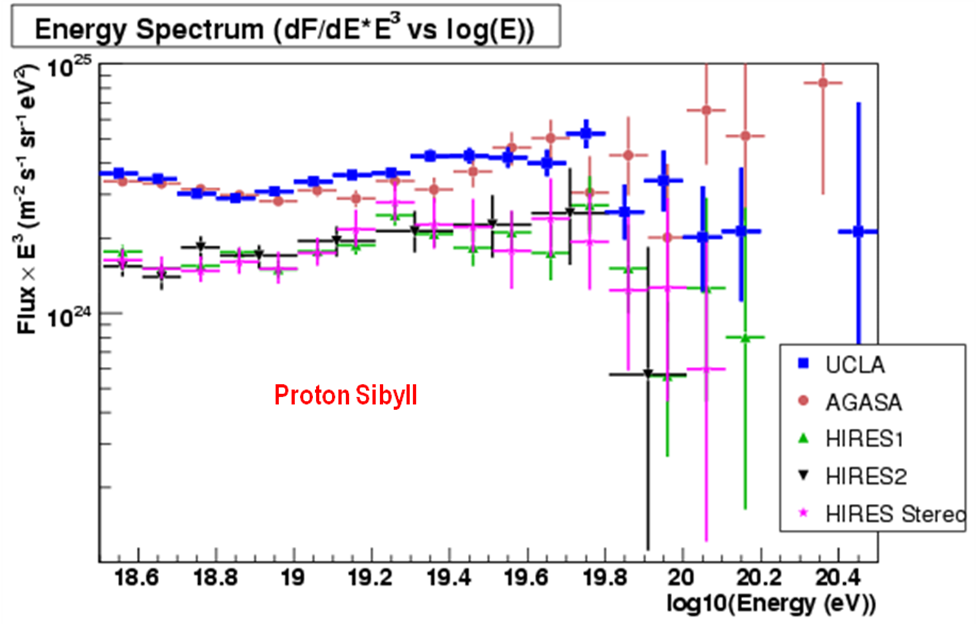 Energy Spectrum (dF/dE*E³ vs log(E))
Flux × E³ (m⁻² s⁻¹ sr⁻¹ eV²)
10²⁵
10²⁴
Proton Sibyll
UCLA
AGASA
HIRES1
HIRES2
HIRES Stereo
18.6 18.8 19 19.2 19.4 19.6 19.8 20 20.2 20.4
log10(Energy (eV))